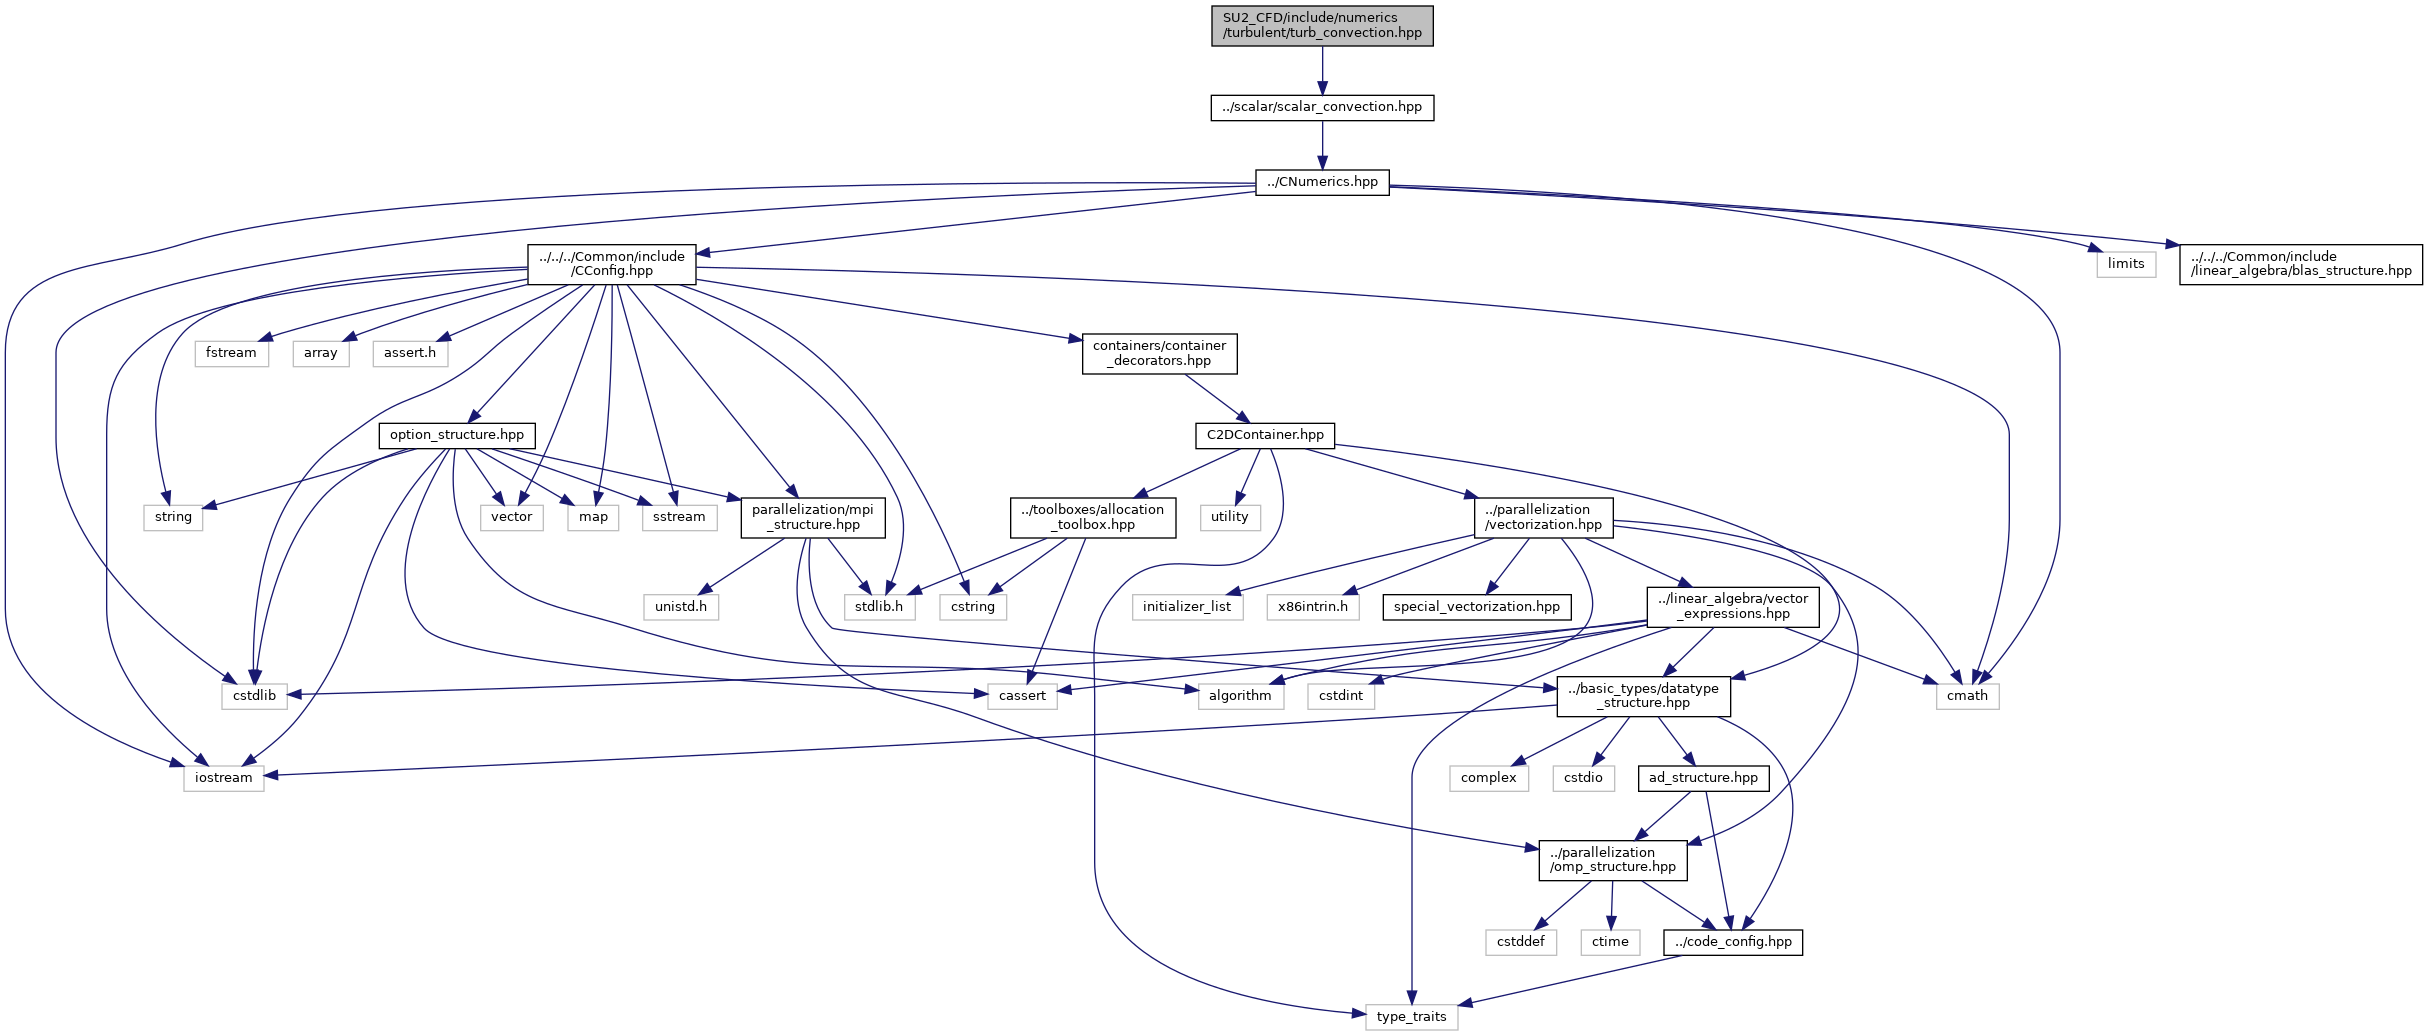 SU2_CFD/include/numerics
/turbulent/turb_convection.hpp
../scalar/scalar_convection.hpp
../CNumerics.hpp
../../../Common/include
/CConfig.hpp
limits
../../../Common/include
/linear_algebra/blas_structure.hpp
fstream
array
assert.h
containers/container
_decorators.hpp
option_structure.hpp
C2DContainer.hpp
string
vector
map
sstream
parallelization/mpi
_structure.hpp
../toolboxes/allocation
_toolbox.hpp
utility
../parallelization
/vectorization.hpp
unistd.h
stdlib.h
cstring
initializer_list
x86intrin.h
special_vectorization.hpp
../linear_algebra/vector
_expressions.hpp
cstdlib
cassert
algorithm
cstdint
../basic_types/datatype
_structure.hpp
cmath
iostream
complex
cstdio
ad_structure.hpp
../parallelization
/omp_structure.hpp
cstddef
ctime
../code_config.hpp
type_traits